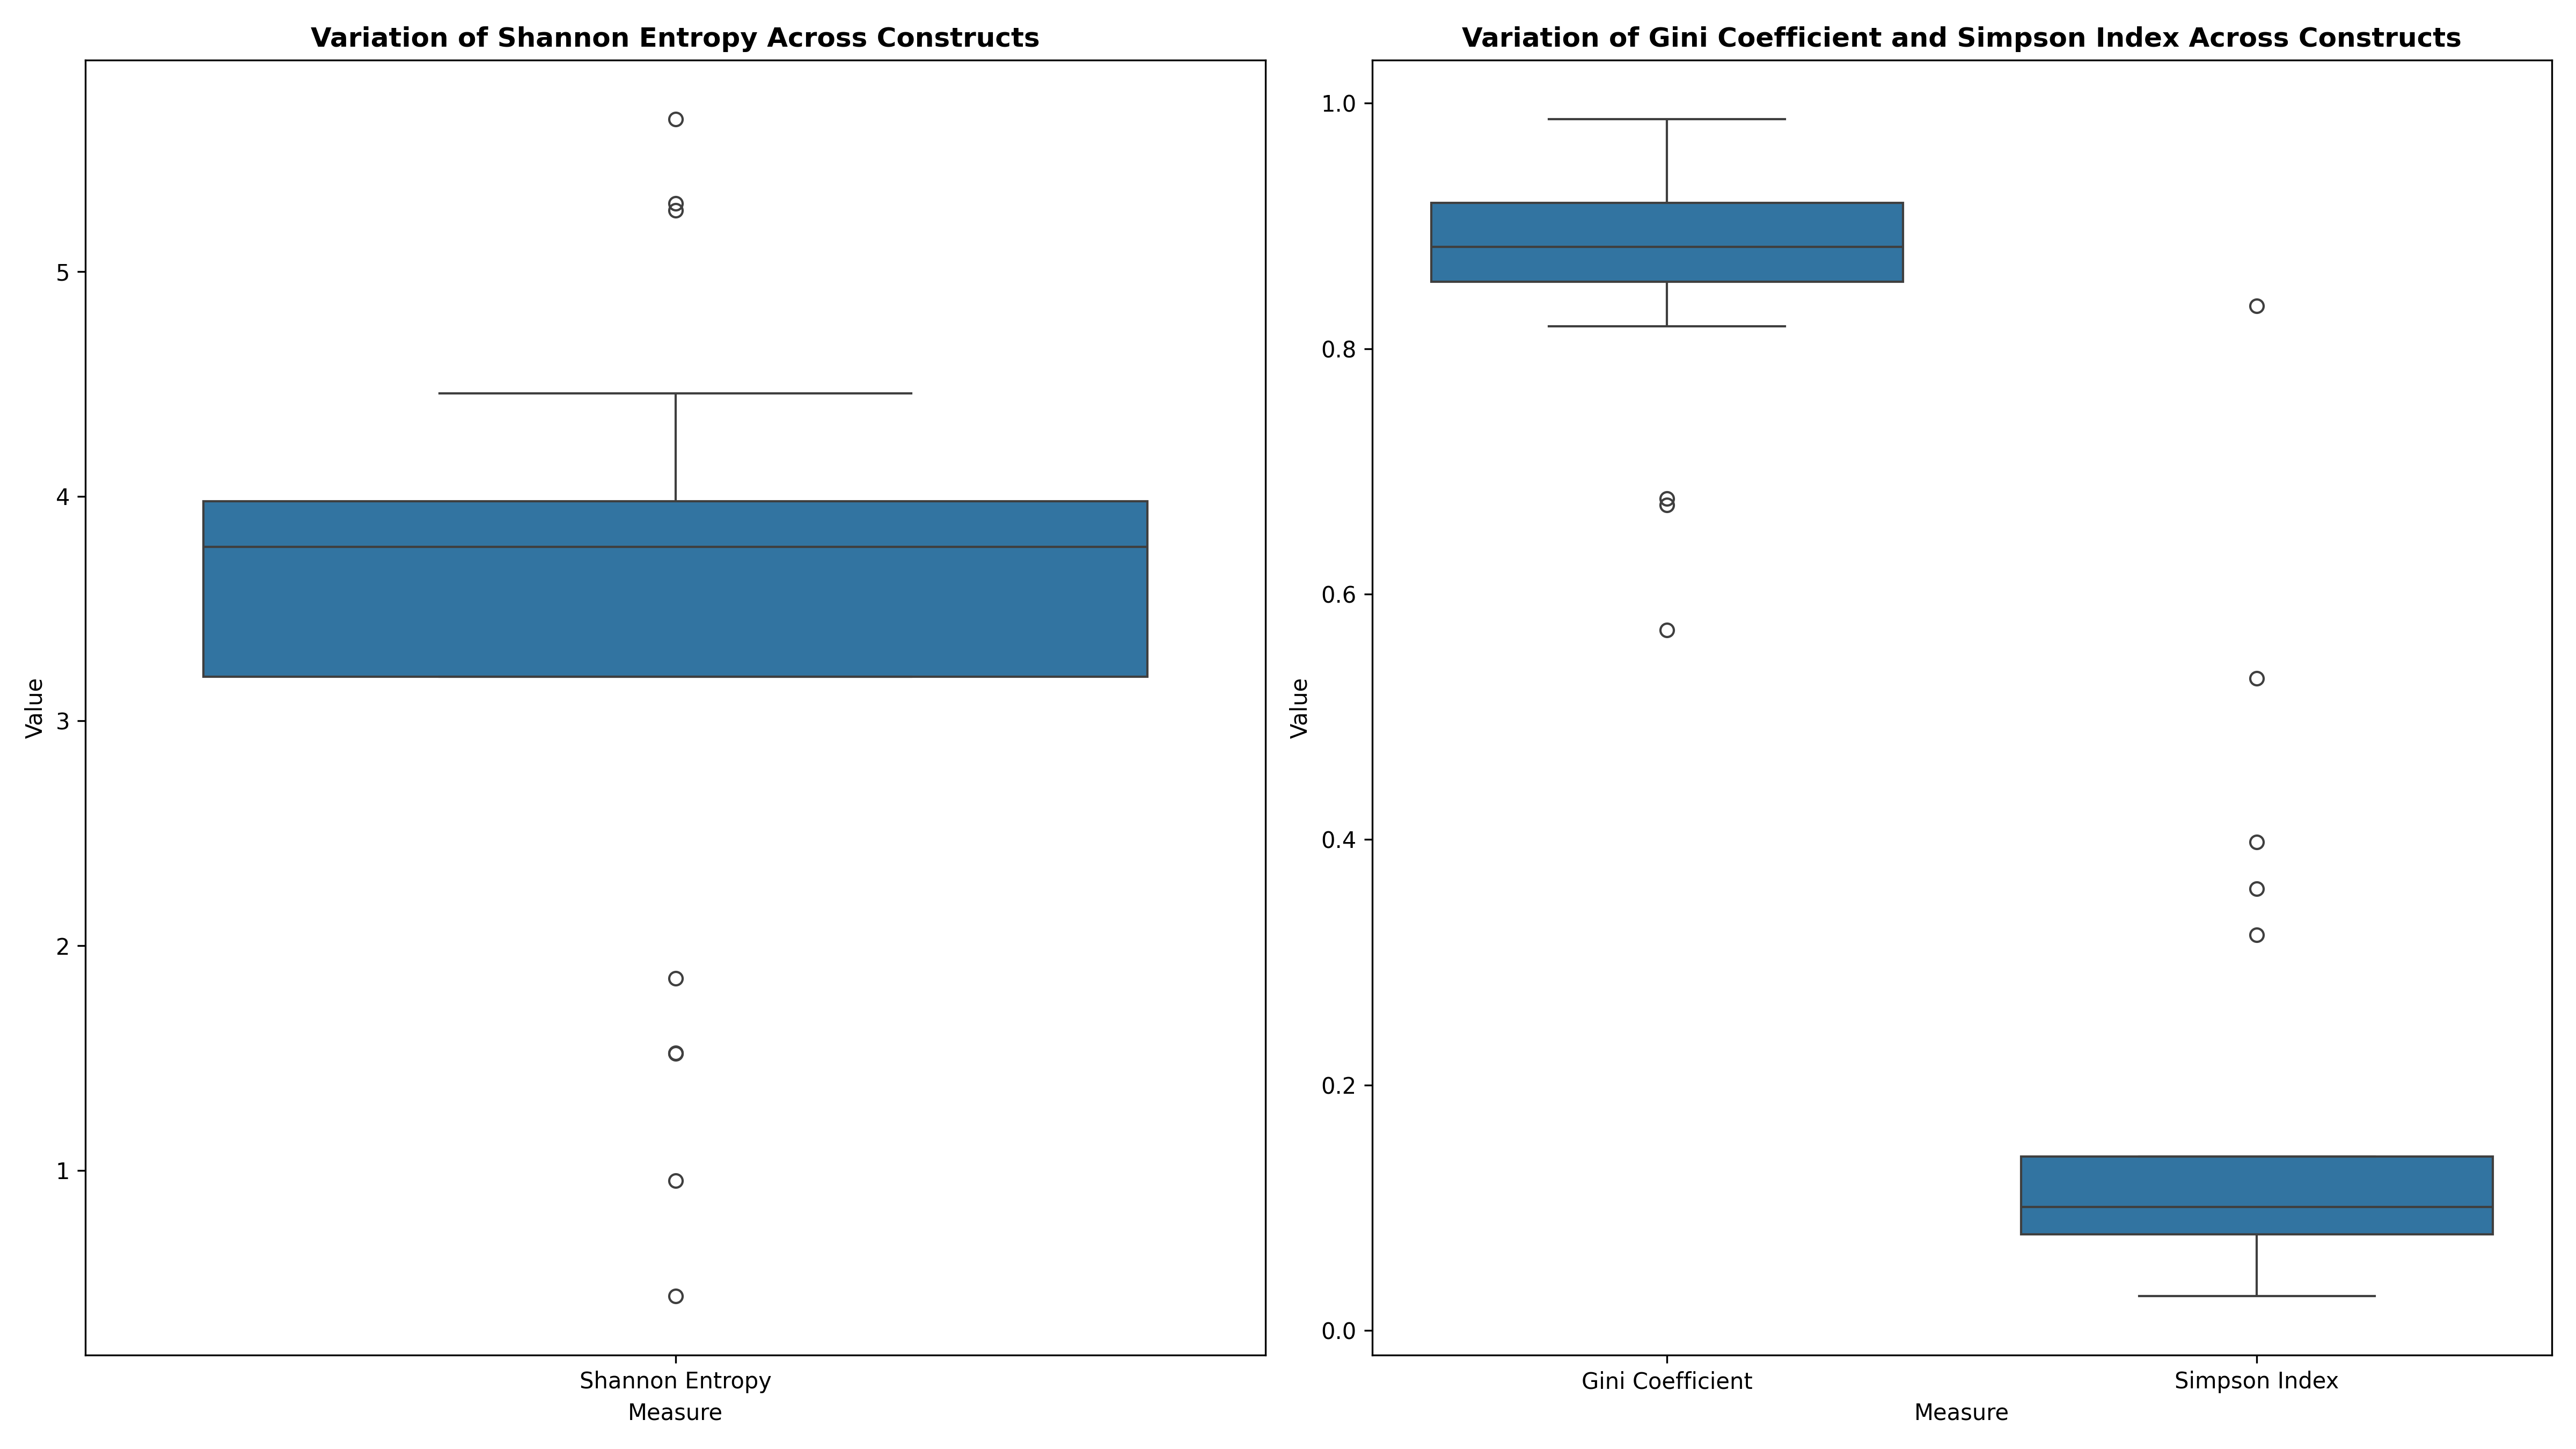 Variation of Shannon Entropy Across Constructs
Value
5
4
3
2
1
Shannon Entropy
Measure
Variation of Gini Coefficient and Simpson Index Across Constructs
Value
1.0
0.8
0.6
0.4
0.2
0.0
Gini Coefficient
Simpson Index
Measure